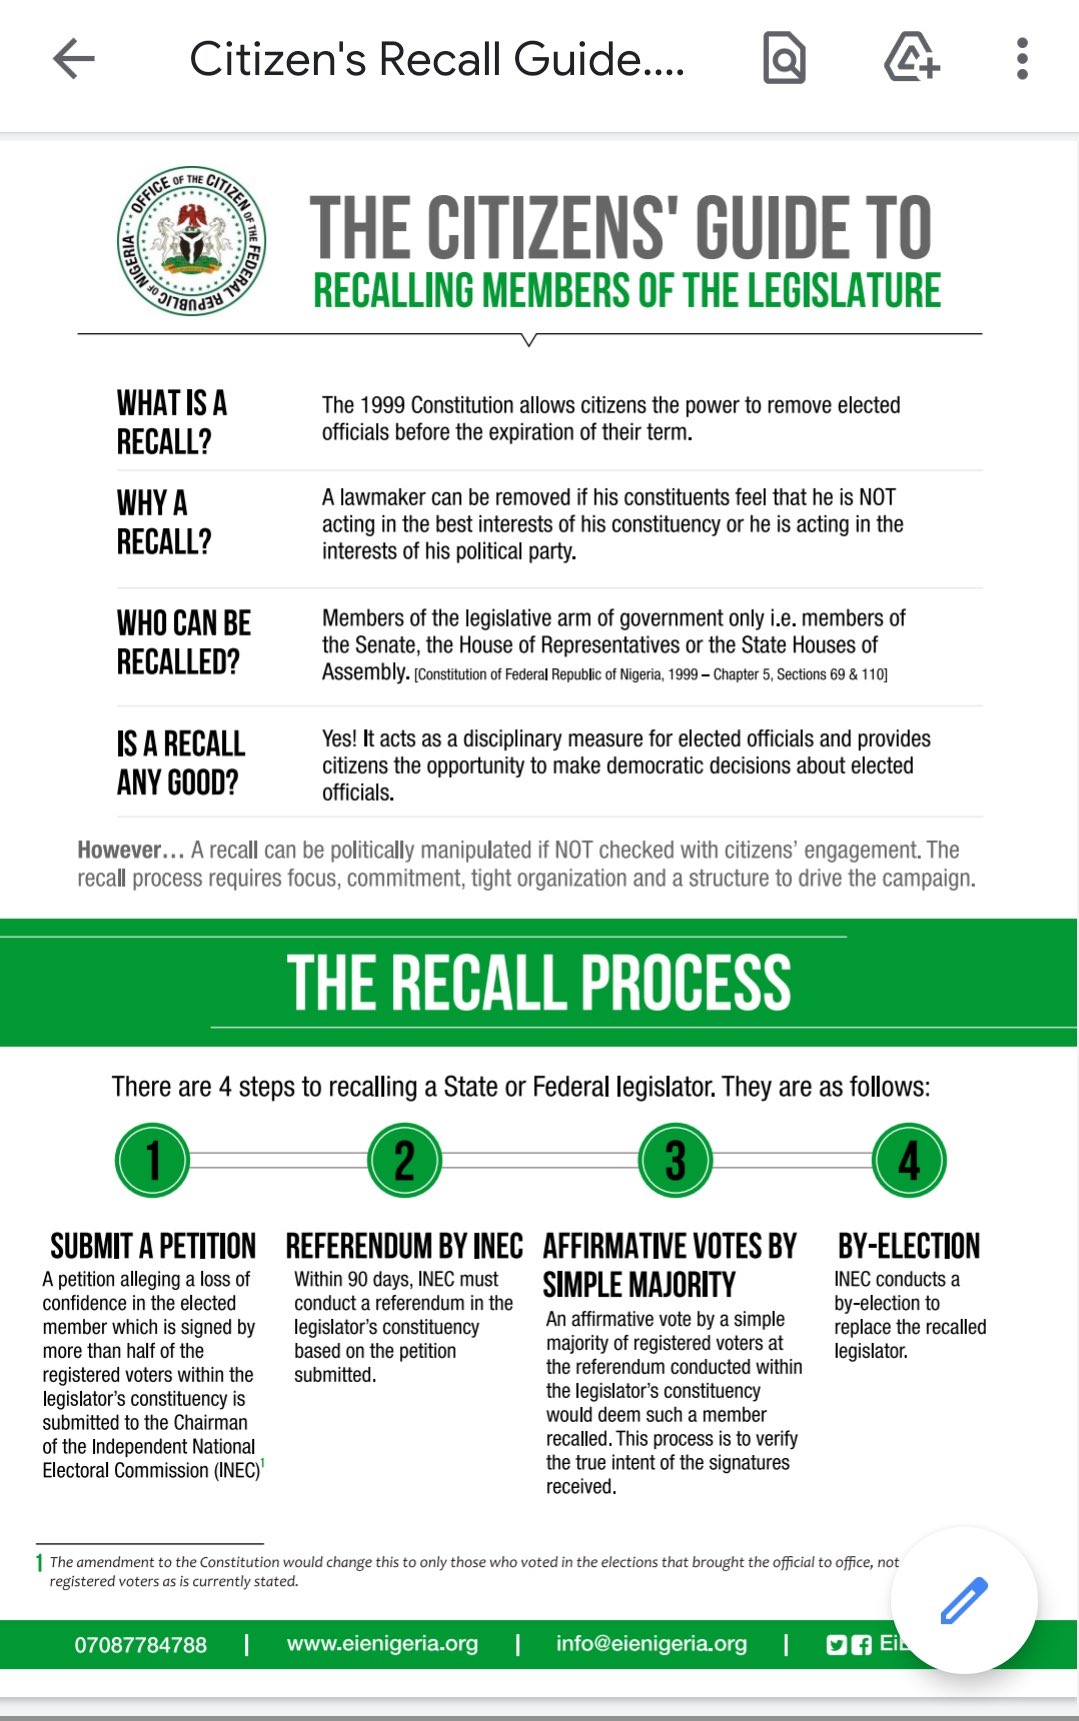 Citizen's Recall Guide....
OFFICE OF THE CITIZEN OF THE FEDERAL REPUBLIC OF NIGERIA
THE CITIZENS' GUIDE TO
RECALLING MEMBERS OF THE LEGISLATURE
WHAT IS A
RECALL?
The 1999 Constitution allows citizens the power to remove elected
officials before the expiration of their term.
WHY A
RECALL?
A lawmaker can be removed if his constituents feel that he is NOT
acting in the best interests of his constituency or he is acting in the
interests of his political party.
WHO CAN BE
RECALLED?
Members of the legislative arm of government only i.e. members of
the Senate, the House of Representatives or the State Houses of
Assembly. [Constitution of Federal Republic of Nigeria, 1999 – Chapter 5, Sections 69 & 110]
IS A RECALL
ANY GOOD?
Yes! It acts as a disciplinary measure for elected officials and provides
citizens the opportunity to make democratic decisions about elected
officials.
However... A recall can be politically manipulated if NOT checked with citizens' engagement. The
recall process requires focus, commitment, tight organization and a structure to drive the campaign.
THE RECALL PROCESS
There are 4 steps to recalling a State or Federal legislator. They are as follows:
1
SUBMIT A PETITION
A petition alleging a loss of
confidence in the elected
member which is signed by
more than half of the
registered voters within the
legislator's constituency is
submitted to the Chairman
of the Independent National
Electoral Commission (INEC)1
2
REFERENDUM BY INEC
Within 90 days, INEC must
conduct a referendum in the
legislator's constituency
based on the petition
submitted.
3
AFFIRMATIVE VOTES BY
SIMPLE MAJORITY
An affirmative vote by a simple
majority of registered voters at
the referendum conducted within
the legislator's constituency
would deem such a member
recalled. This process is to verify
the true intent of the signatures
received.
4
BY-ELECTION
INEC conducts a
by-election to
replace the recalled
legislator.
1 The amendment to the Constitution would change this to only those who voted in the elections that brought the official to office, not
registered voters as is currently stated.
07087784788 | www.eienigeria.org | info@eienigeria.org |